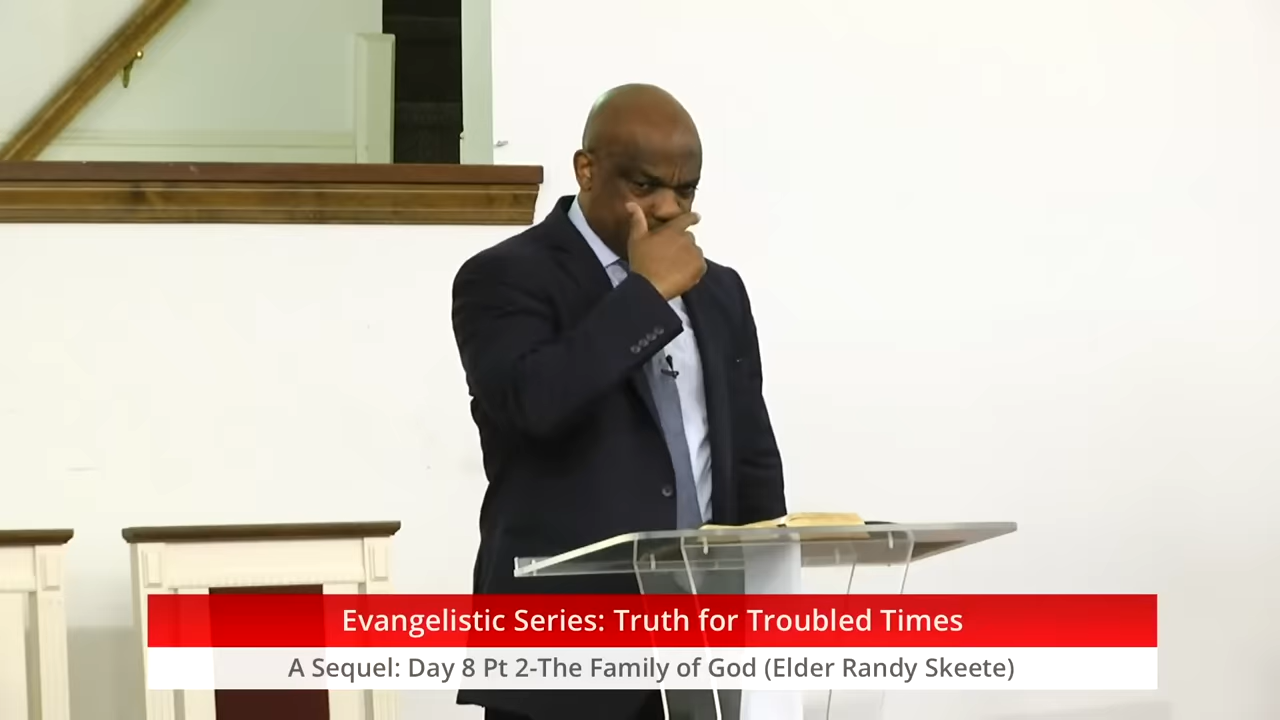 Evangelistic Series: Truth for Troubled Times
A Sequel: Day 8 Pt 2-The Family of God (Elder Randy Skeete)